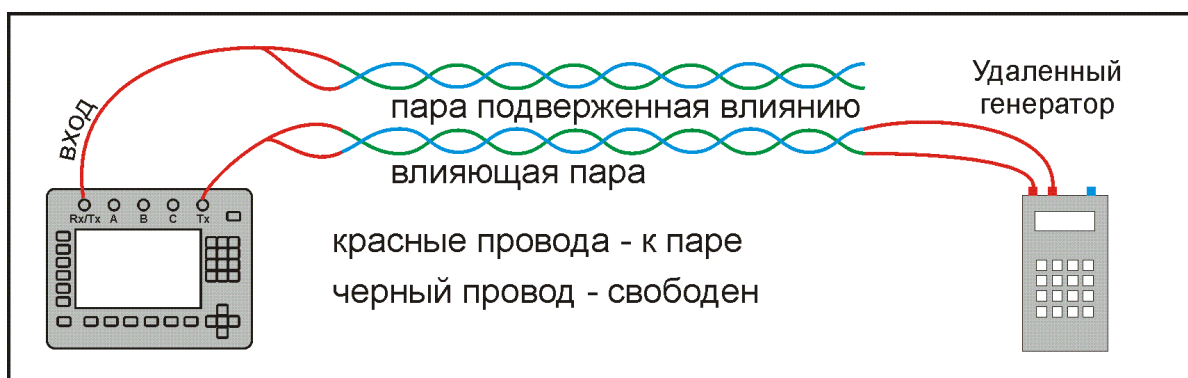 вход
пара подверженная влиянию
Удаленный
генератор
влияющая пара
Rx/Tx A B C Tx
красные провода - к паре
черный провод - свободен